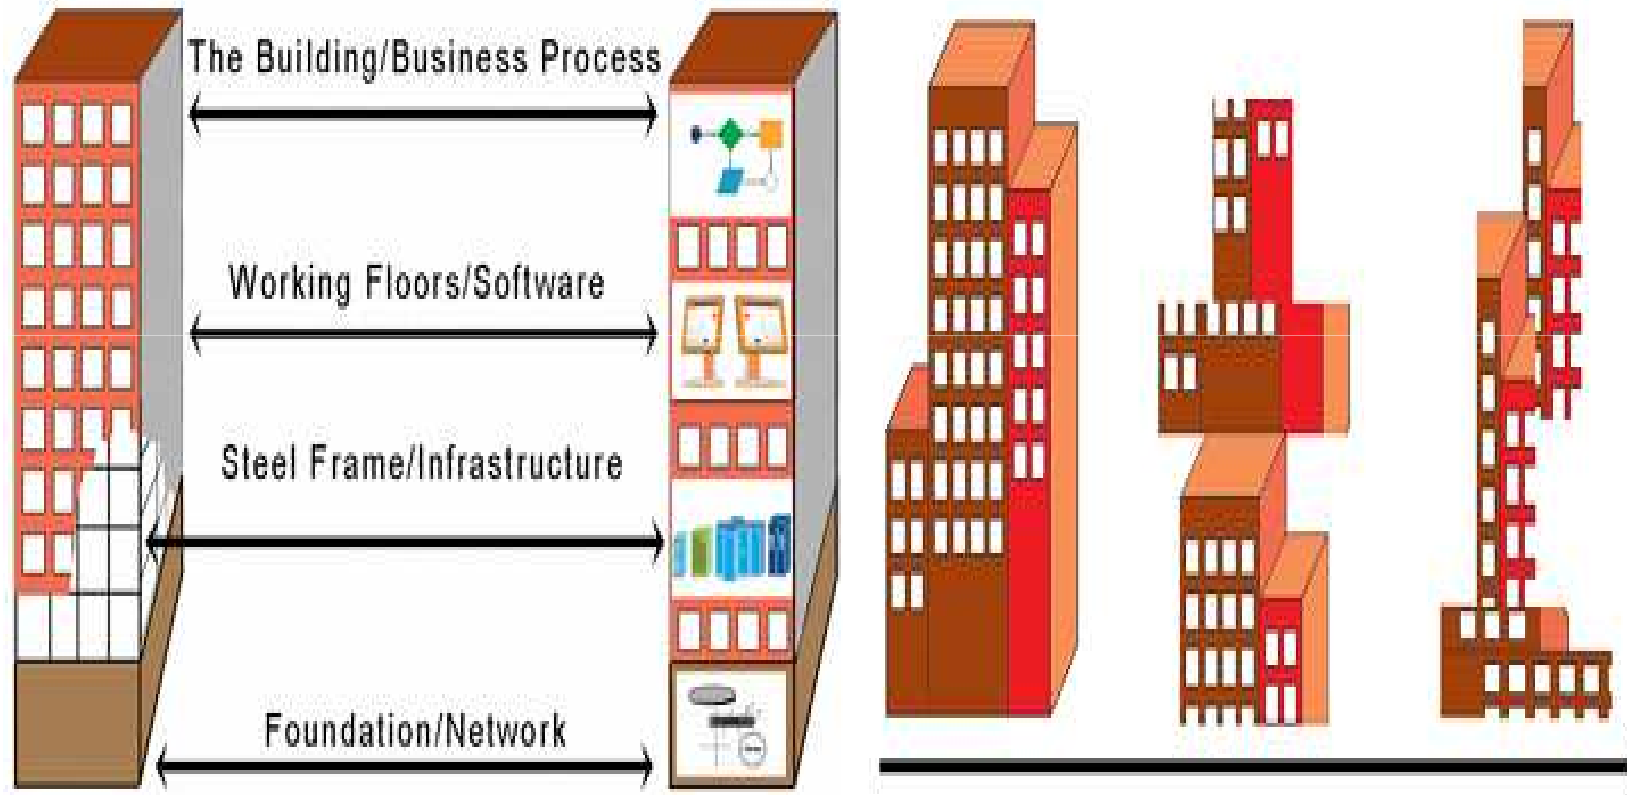 The Building/Business Process
Working Floors/Software
Steel Frame/Infrastructure
Foundation/Network